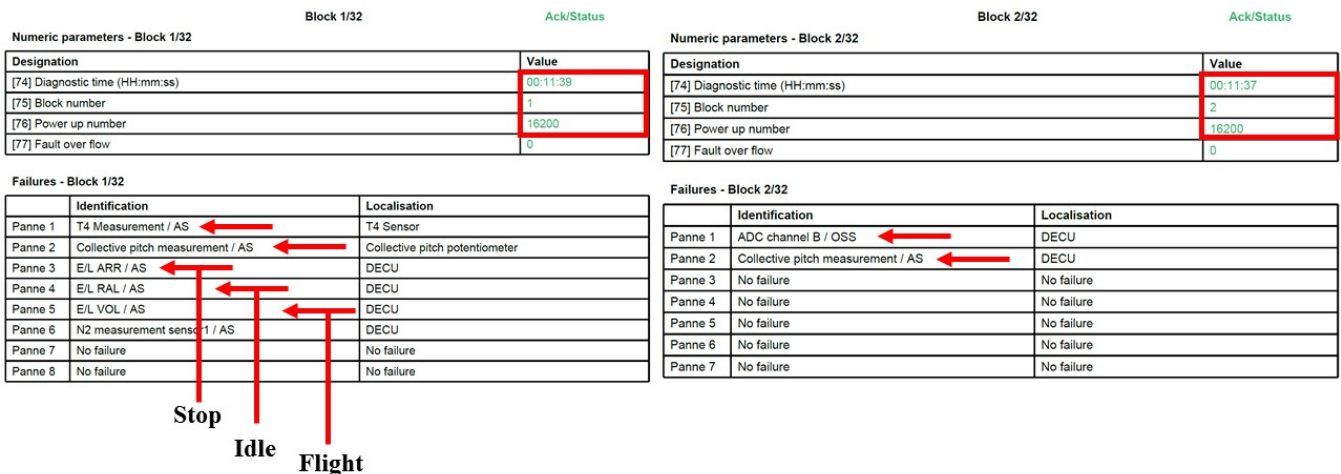 Block 1/32 Ack/Status
Numeric parameters - Block 1/32
Designation Value
[74] Diagnostic time (HH:mm:ss) 00:11:39
[75] Block number 1
[76] Power up number 16200
[77] Fault over flow 0
Failures - Block 1/32
Identification Localisation
Panne 1 T4 Measurement / AS T4 Sensor
Panne 2 Collective pitch measurement / AS Collective pitch potentiometer
Panne 3 E/L ARR / AS DECU
Panne 4 E/L RAL / AS DECU
Panne 5 E/L VOL / AS DECU
Panne 6 N2 measurement sensor1 / AS DECU
Panne 7 No failure No failure
Panne 8 No failure No failure
Stop
Idle
Flight
Block 2/32 Ack/Status
Numeric parameters - Block 2/32
Designation Value
[74] Diagnostic time (HH:mm:ss) 00:11:37
[75] Block number 2
[76] Power up number 16200
[77] Fault over flow 0
Failures - Block 2/32
Identification Localisation
Panne 1 ADC channel B / OSS DECU
Panne 2 Collective pitch measurement / AS DECU
Panne 3 No failure No failure
Panne 4 No failure No failure
Panne 5 No failure No failure
Panne 6 No failure No failure
Panne 7 No failure No failure